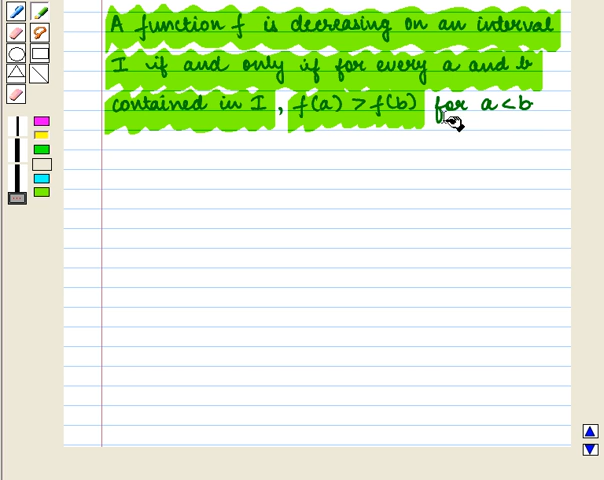 A function f is decreasing on an interval
I if and only if for every a and b
contained in I , f(a) > f(b) for a < b